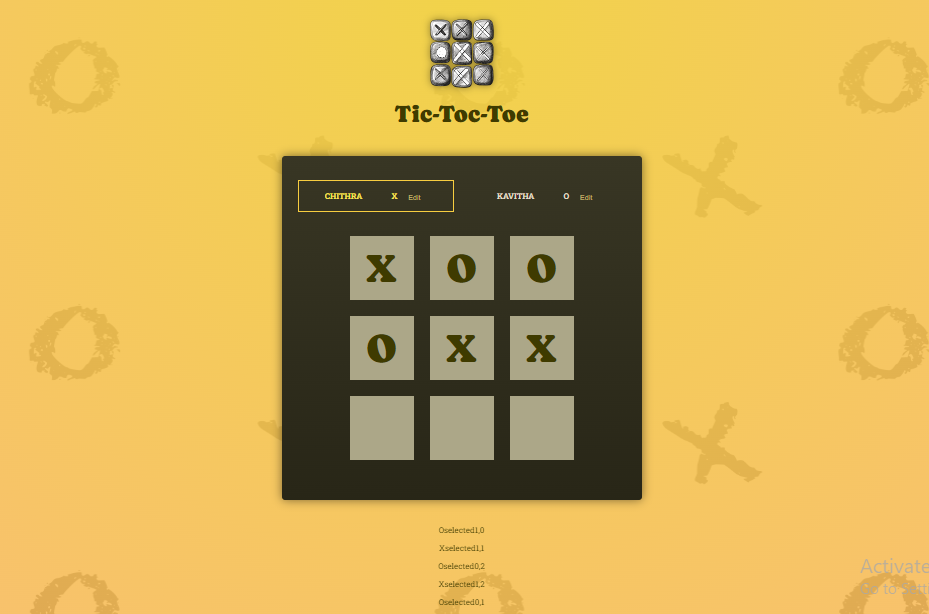 Tic-Toc-Toe
CHITHRA X Edit KAVITHA O Edit
X O O
O X X
Oselected1,0
Xselected1,1
Oselected0,2
Xselected1,2
Oselected0,1
Activate
Go to Sett